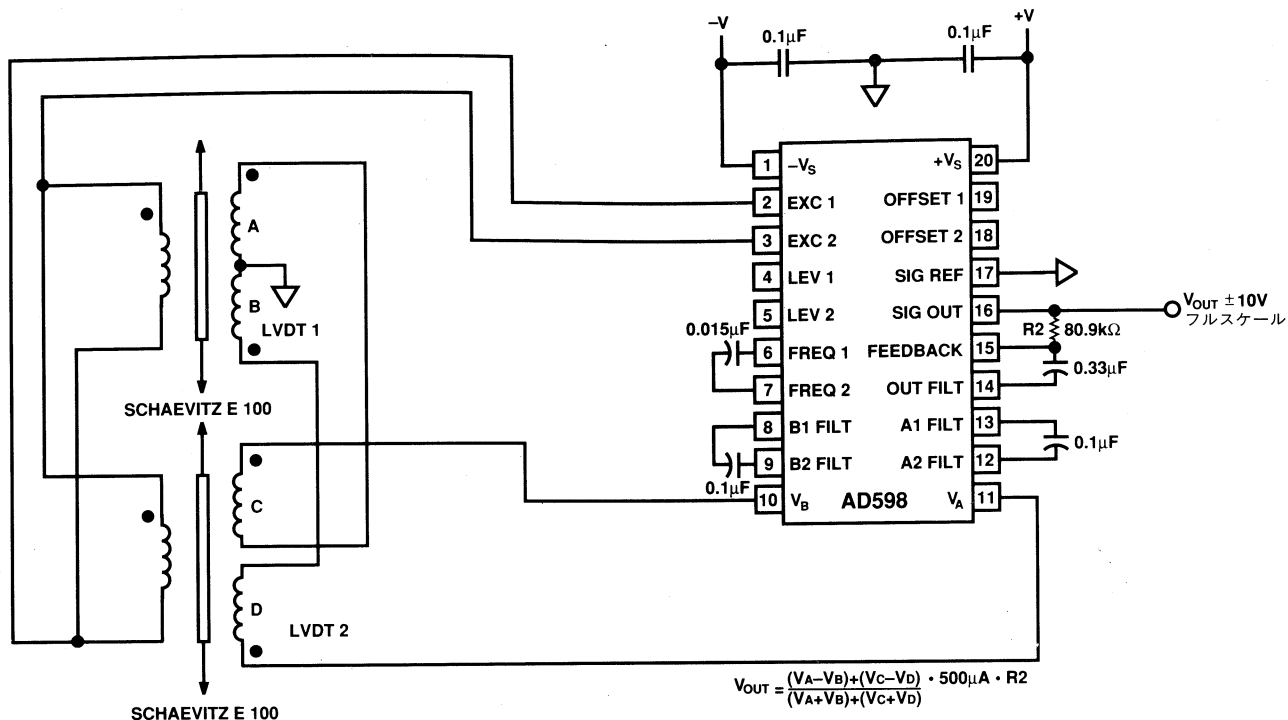 −V
+V
0.1µF
0.1µF
1 −VS
+VS 20
2 EXC 1
OFFSET 1 19
3 EXC 2
OFFSET 2 18
4 LEV 1
SIG REF 17
5 LEV 2
SIG OUT 16
6 FREQ 1
FEEDBACK 15
7 FREQ 2
OUT FILT 14
8 B1 FILT
A1 FILT 13
9 B2 FILT
A2 FILT 12
10 VB
AD598
VA 11
0.015µF
0.1µF
VOUT ±10V
フルスケール
R2 80.9kΩ
0.33µF
0.1µF
A
B
LVDT 1
SCHAEVITZ E 100
C
D
LVDT 2
SCHAEVITZ E 100
VOUT = (VA−VB)+(VC−VD) / (VA+VB)+(VC+VD) • 500µA • R2